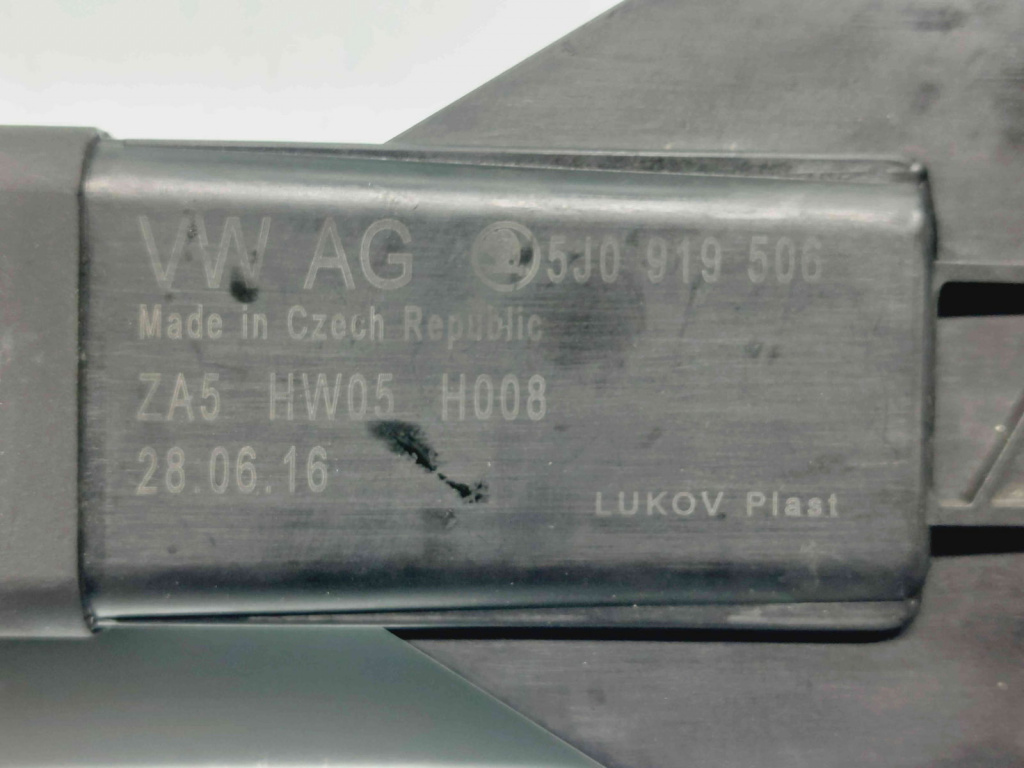 VW AG 5J0 919 506
Made in Czech Republic
ZA5 HW05 H008
28.06.16
LUKOV Plast